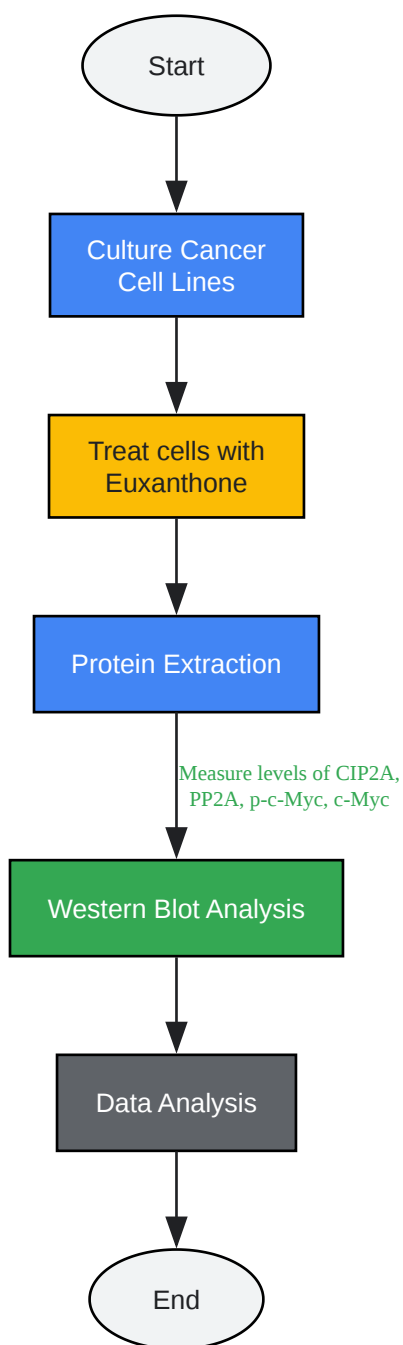 Start
Culture Cancer
Cell Lines
Treat cells with
Euxanthone
Protein Extraction
Measure levels of CIP2A,
PP2A, p-c-Myc, c-Myc
Western Blot Analysis
Data Analysis
End